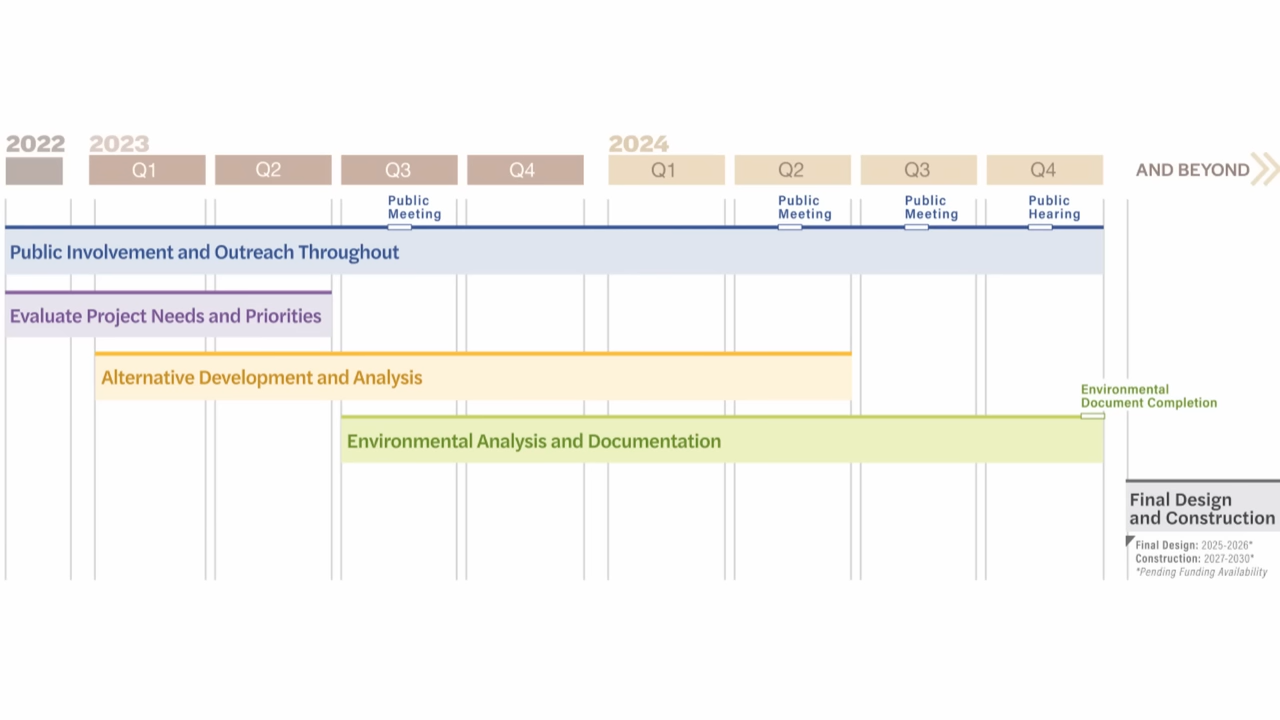 2022 2023 2024
Q1 Q2 Q3 Q4 Q1 Q2 Q3 Q4 AND BEYOND
Public Public Public Public
Meeting Meeting Meeting Hearing
Public Involvement and Outreach Throughout
Evaluate Project Needs and Priorities
Alternative Development and Analysis
Environmental
Document Completion
Environmental Analysis and Documentation
Final Design
and Construction
Final Design: 2025-2026*
Construction: 2027-2030*
*Pending Funding Availability